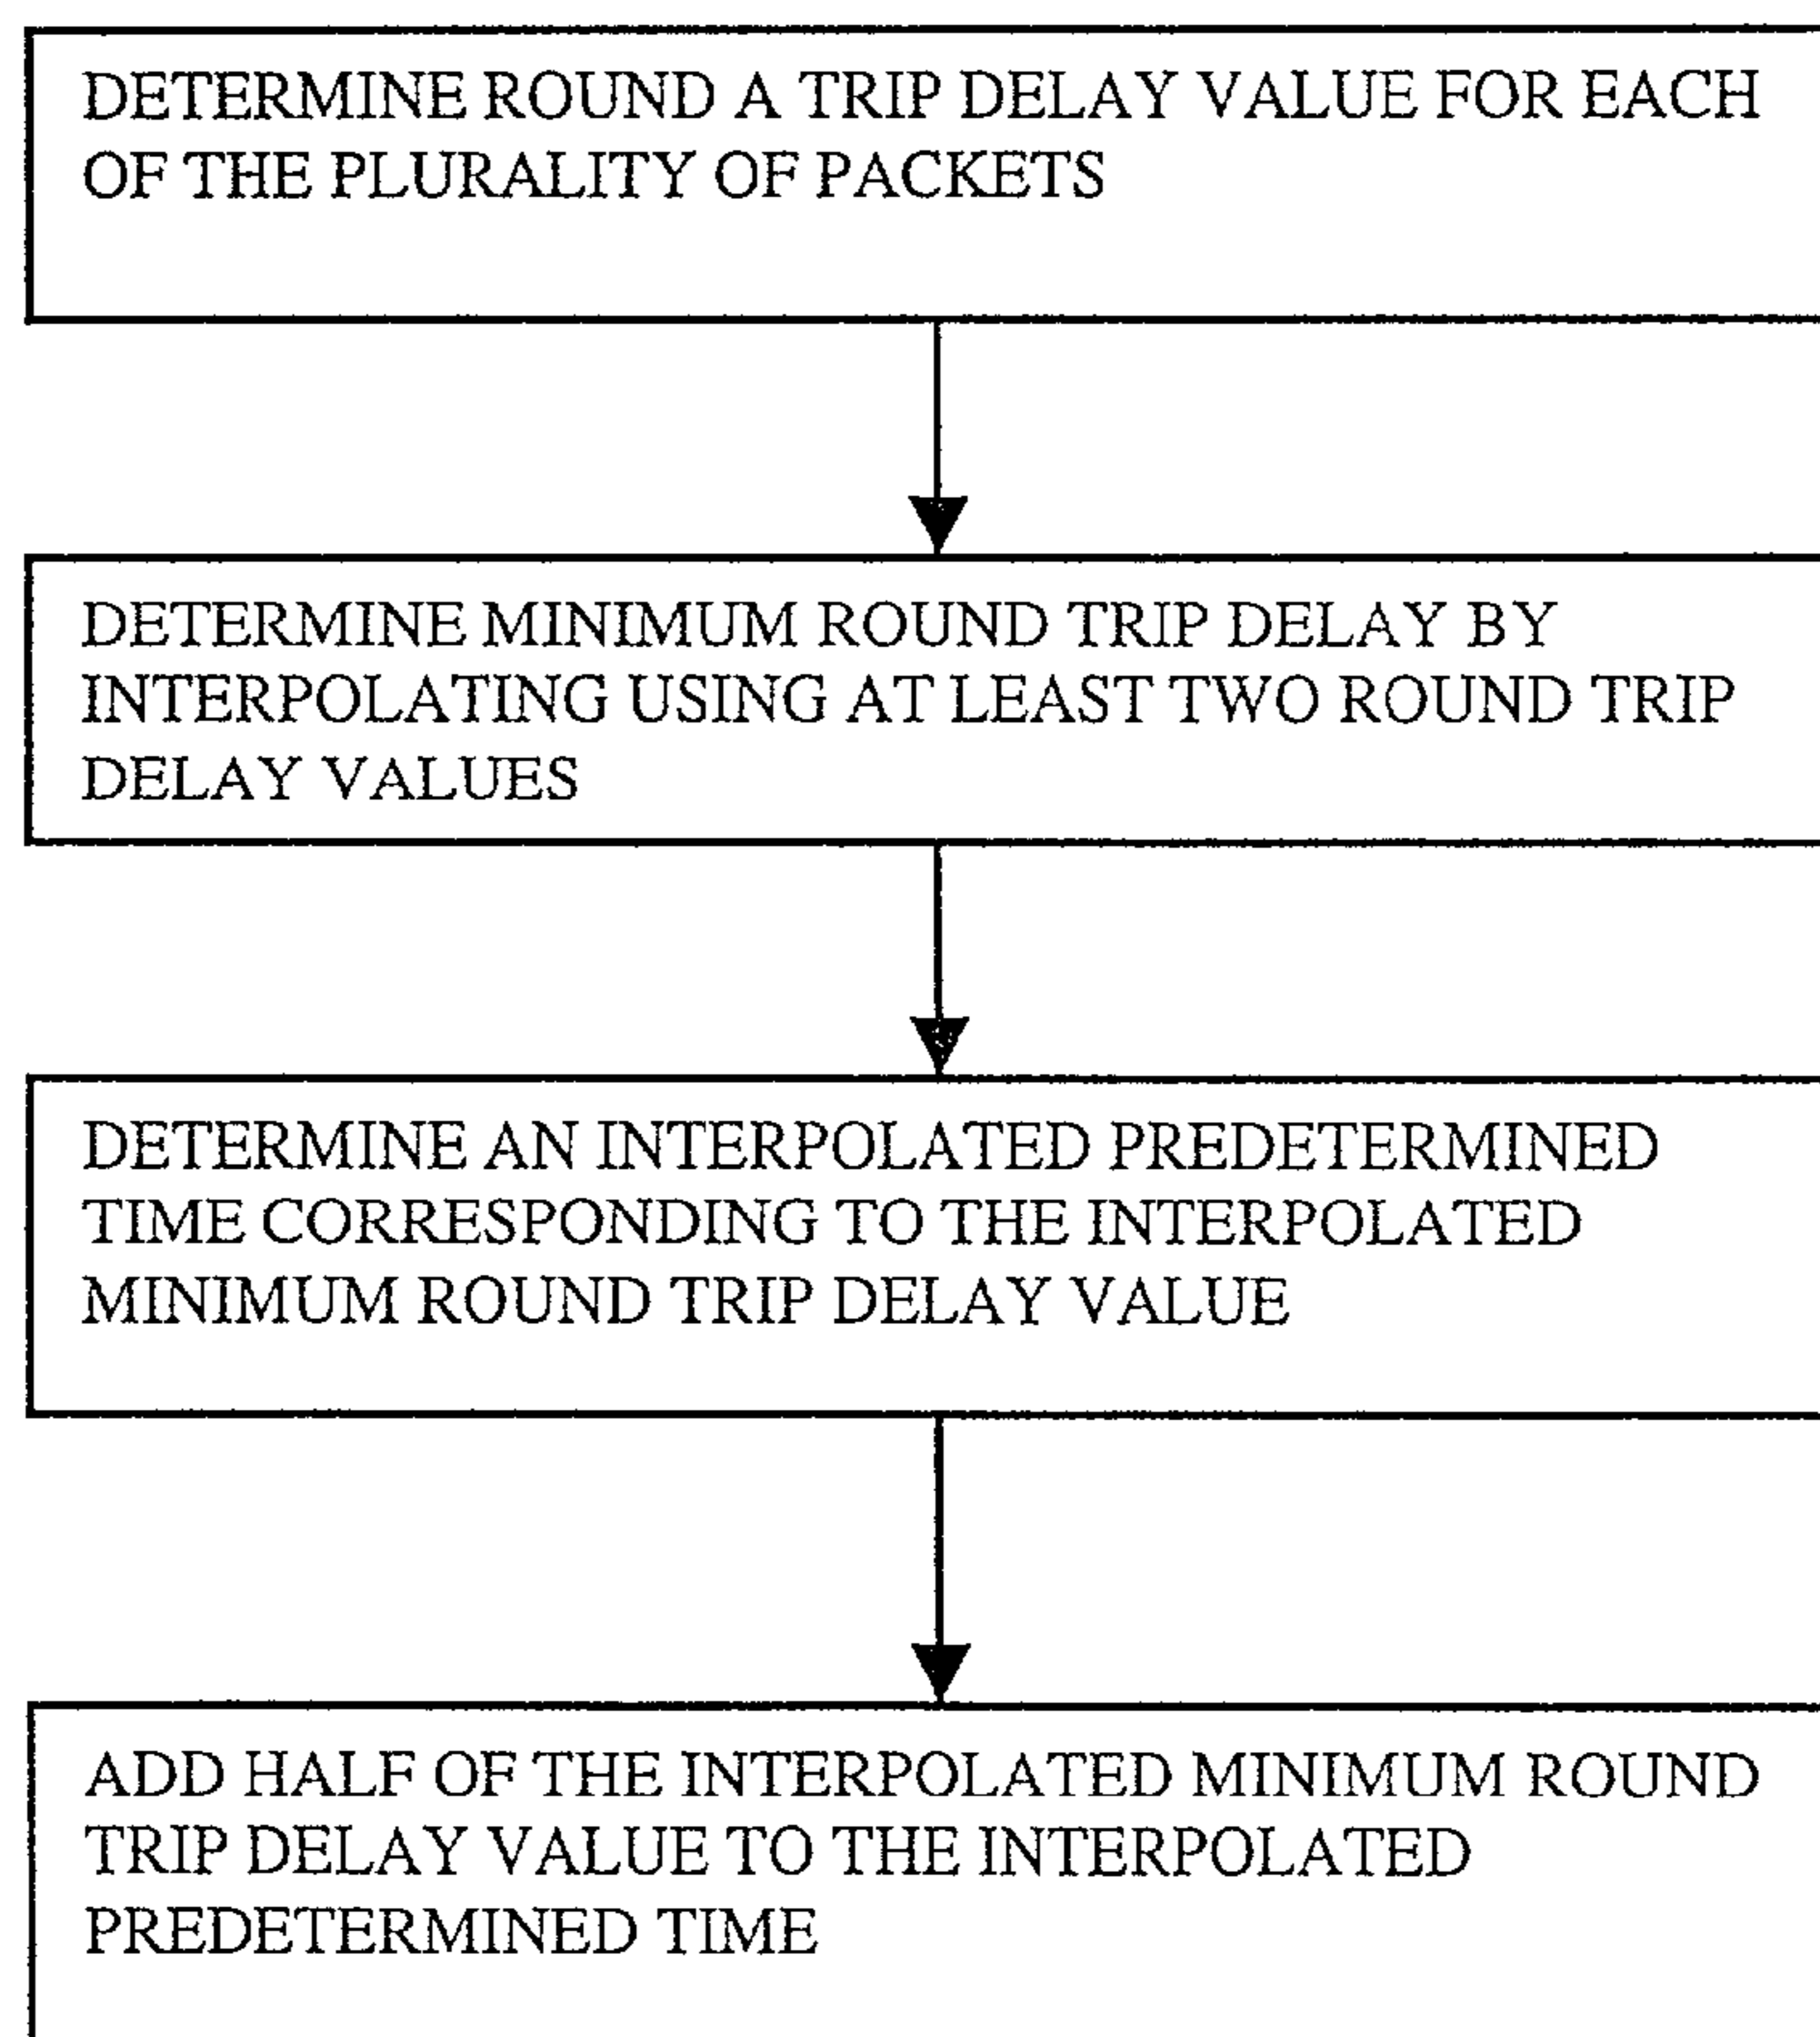 DETERMINE ROUND A TRIP DELAY VALUE FOR EACH
OF THE PLURALITY OF PACKETS
DETERMINE MINIMUM ROUND TRIP DELAY BY
INTERPOLATING USING AT LEAST TWO ROUND TRIP
DELAY VALUES
DETERMINE AN INTERPOLATED PREDETERMINED
TIME CORRESPONDING TO THE INTERPOLATED
MINIMUM ROUND TRIP DELAY VALUE
ADD HALF OF THE INTERPOLATED MINIMUM ROUND
TRIP DELAY VALUE TO THE INTERPOLATED
PREDETERMINED TIME